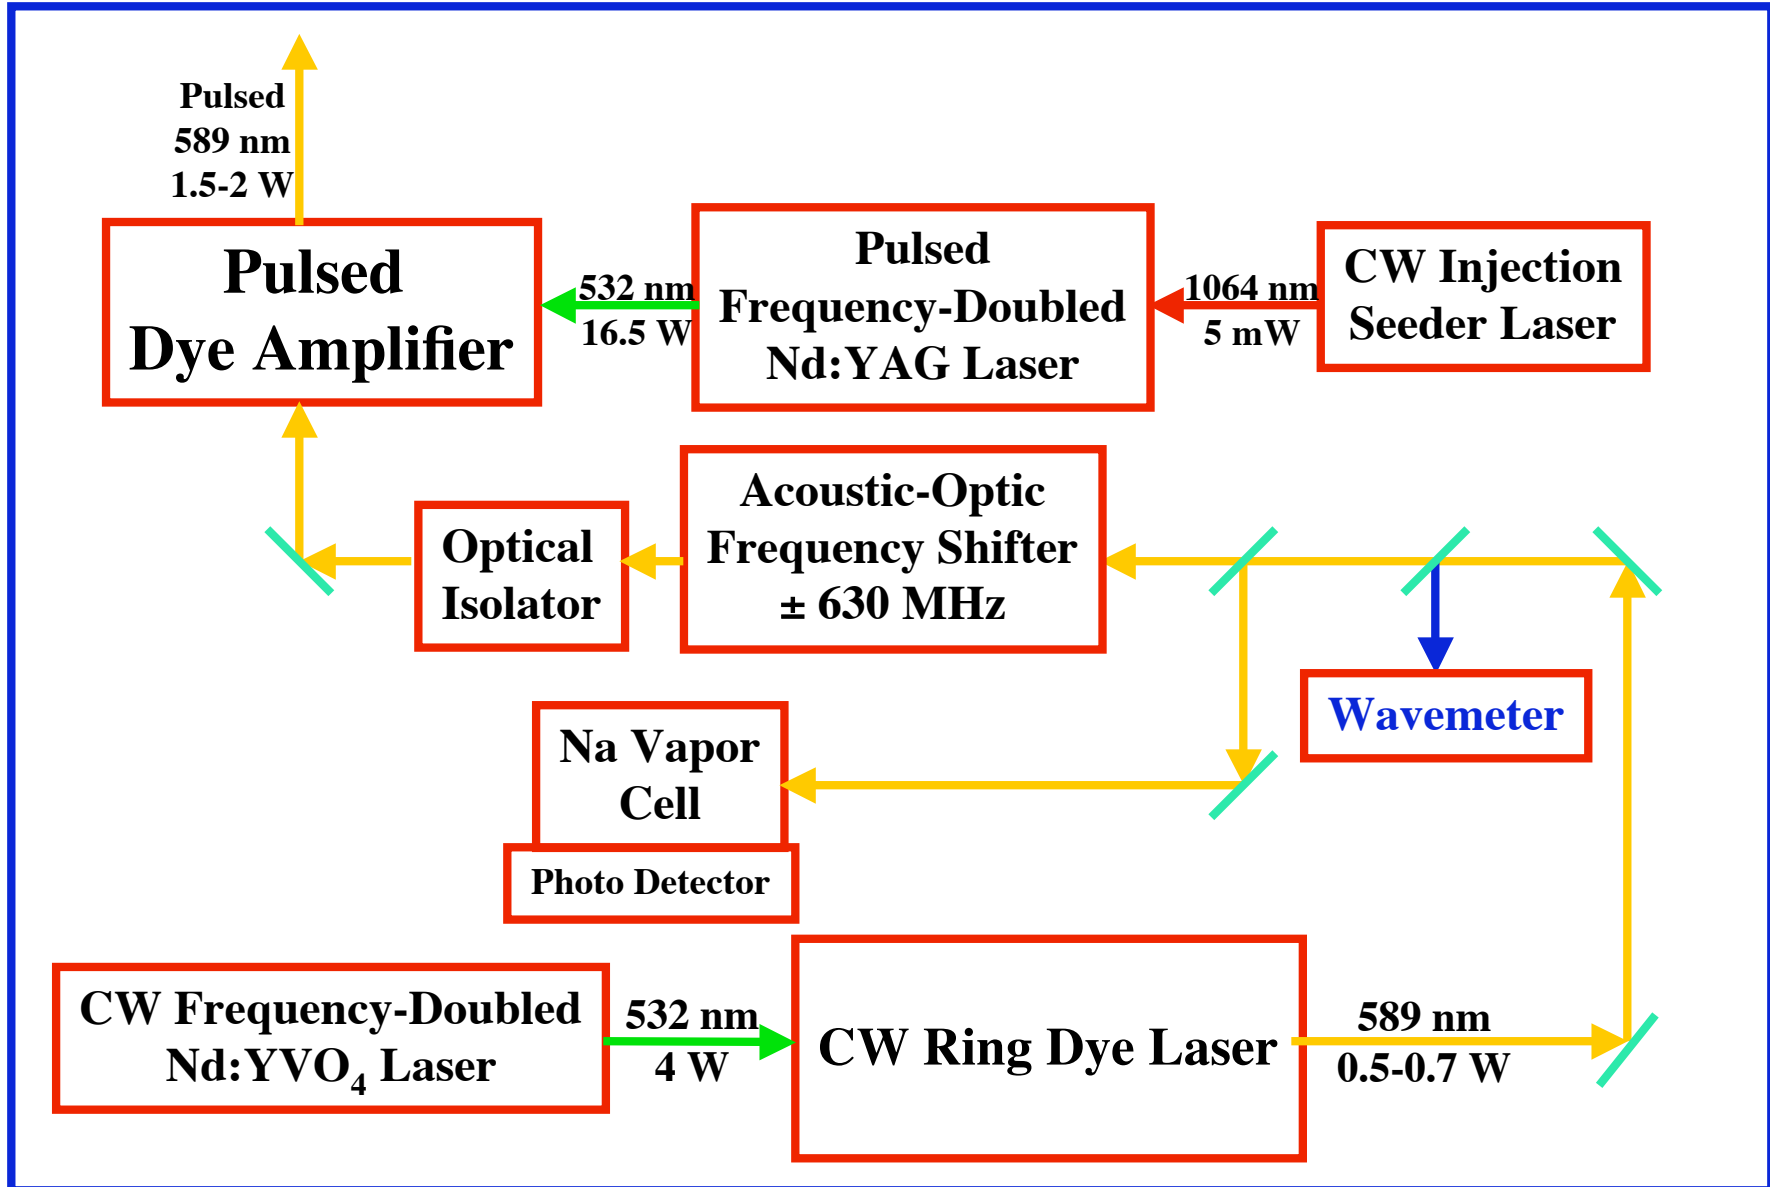 Pulsed
589 nm
1.5-2 W
Pulsed
Dye Amplifier
532 nm
16.5 W
Pulsed
Frequency-Doubled
Nd:YAG Laser
1064 nm
5 mW
CW Injection
Seeder Laser
Optical
Isolator
Acoustic-Optic
Frequency Shifter
± 630 MHz
Wavemeter
Na Vapor
Cell
Photo Detector
CW Frequency-Doubled
Nd:YVO₄ Laser
532 nm
4 W
CW Ring Dye Laser
589 nm
0.5-0.7 W